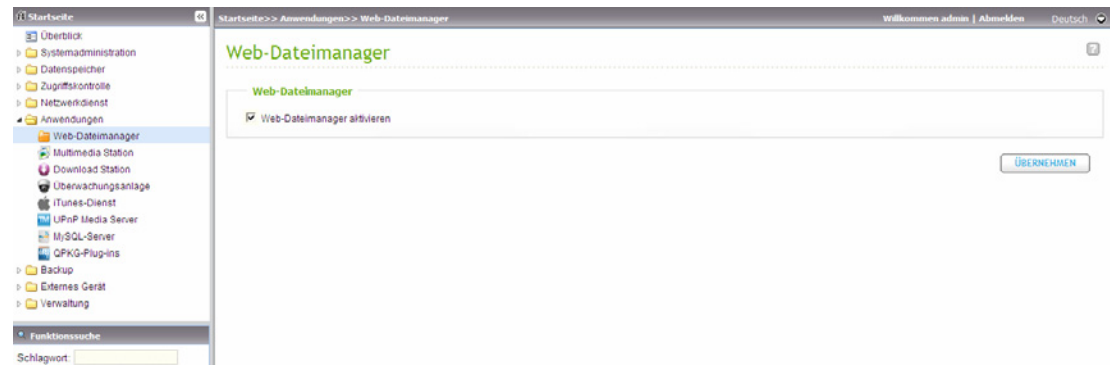 Startseite
Startseite>> Anwendungen>> Web-Dateimanager
Willkommen admin | Abmelden
Deutsch
Überblick
Systemadministration
Datenspeicher
Zugriffskontrolle
Netzwerkdienst
Anwendungen
Web-Dateimanager
Multimedia Station
Download Station
Überwachungsanlage
iTunes-Dienst
UPnP Media Server
MySQL-Server
QPKG-Plug-ins
Backup
Externes Gerät
Verwaltung
Funktionssuche
Schlagwort:
Web-Dateimanager
Web-Dateimanager
Web-Dateimanager aktivieren
ÜBERNEHMEN